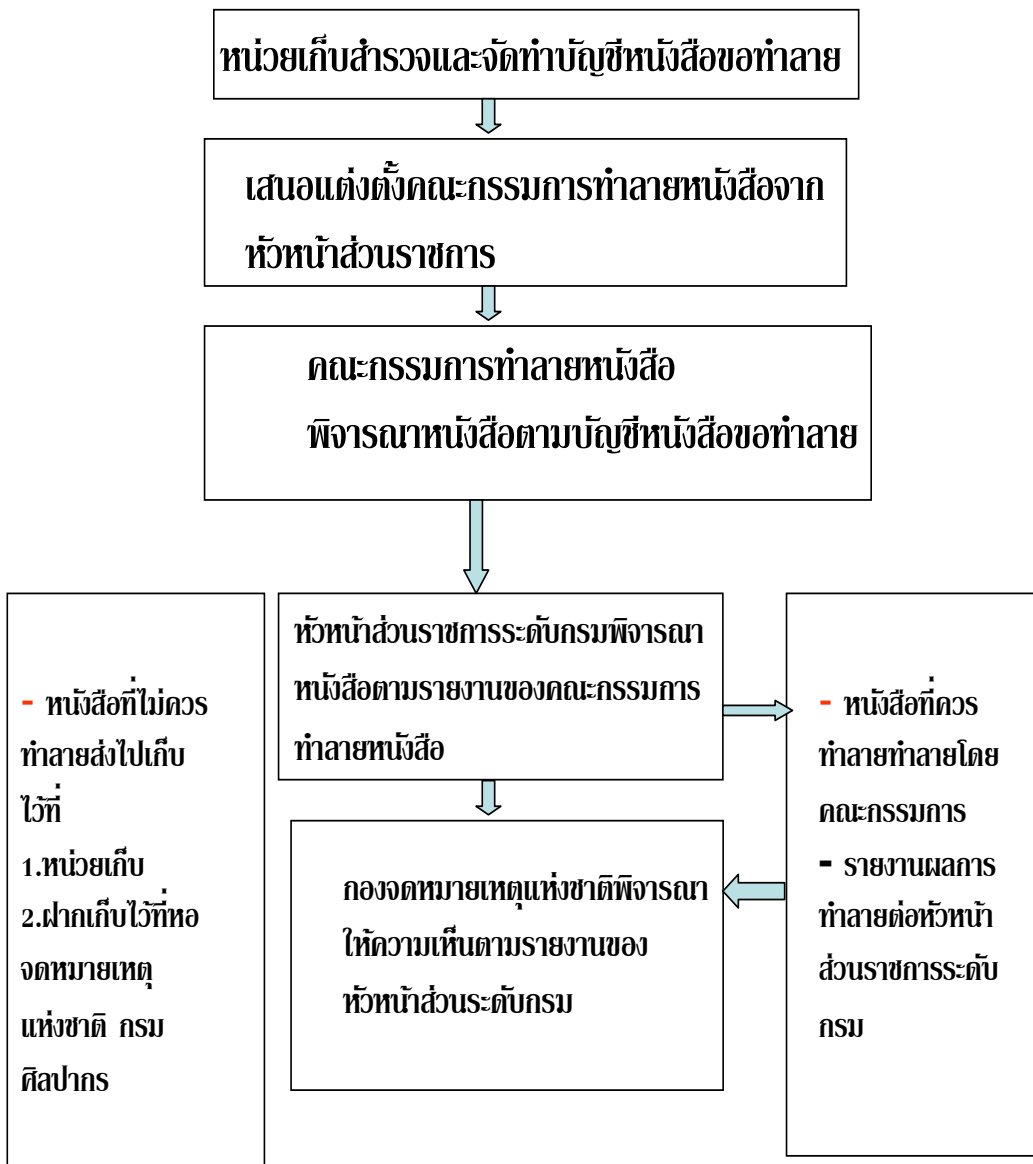 หน่วยเก็บสำรวจและจัดทำบัญชีหนังสือขอทำลาย
เสนอแต่งตั้งคณะกรรมการทำลายหนังสือจาก
หัวหน้าส่วนราชการ
คณะกรรมการทำลายหนังสือ
พิจารณาหนังสือตามบัญชีหนังสือขอทำลาย
หัวหน้าส่วนราชการระดับกรมพิจารณา
หนังสือตามรายงานของคณะกรรมการ
ทำลายหนังสือ
- หนังสือที่ไม่ควร
ทำลายส่งไปเก็บ
ไว้ที่
1.หน่วยเก็บ
2.ฝากเก็บไว้ที่หอ
จดหมายเหตุ
แห่งชาติ กรม
ศิลปากร
- หนังสือที่ควร
ทำลายทำลายโดย
คณะกรรมการ
- รายงานผลการ
ทำลายต่อหัวหน้า
ส่วนราชการระดับ
กรม
กองจดหมายเหตุแห่งชาติพิจารณา
ให้ความเห็นตามรายงานของ
หัวหน้าส่วนระดับกรม